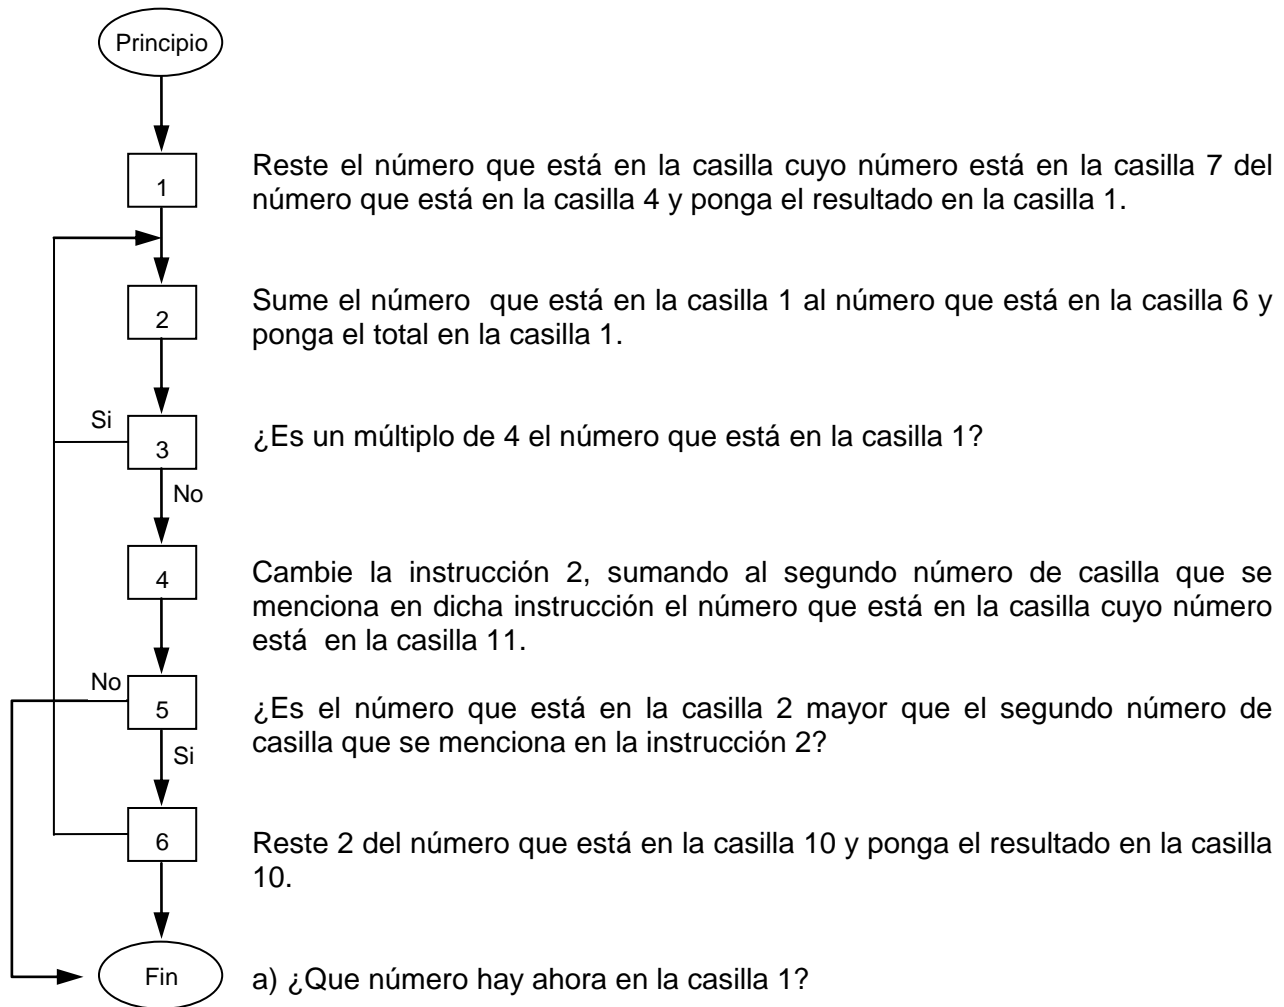 Principio
1
Reste el número que está en la casilla cuyo número está en la casilla 7 del
número que está en la casilla 4 y ponga el resultado en la casilla 1.
2
Sume el número que está en la casilla 1 al número que está en la casilla 6 y
ponga el total en la casilla 1.
Si
3
¿Es un múltiplo de 4 el número que está en la casilla 1?
No
4
Cambie la instrucción 2, sumando al segundo número de casilla que se
menciona en dicha instrucción el número que está en la casilla cuyo número
está en la casilla 11.
No
5
¿Es el número que está en la casilla 2 mayor que el segundo número de
casilla que se menciona en la instrucción 2?
Si
6
Reste 2 del número que está en la casilla 10 y ponga el resultado en la casilla
10.
Fin
a) ¿Que número hay ahora en la casilla 1?